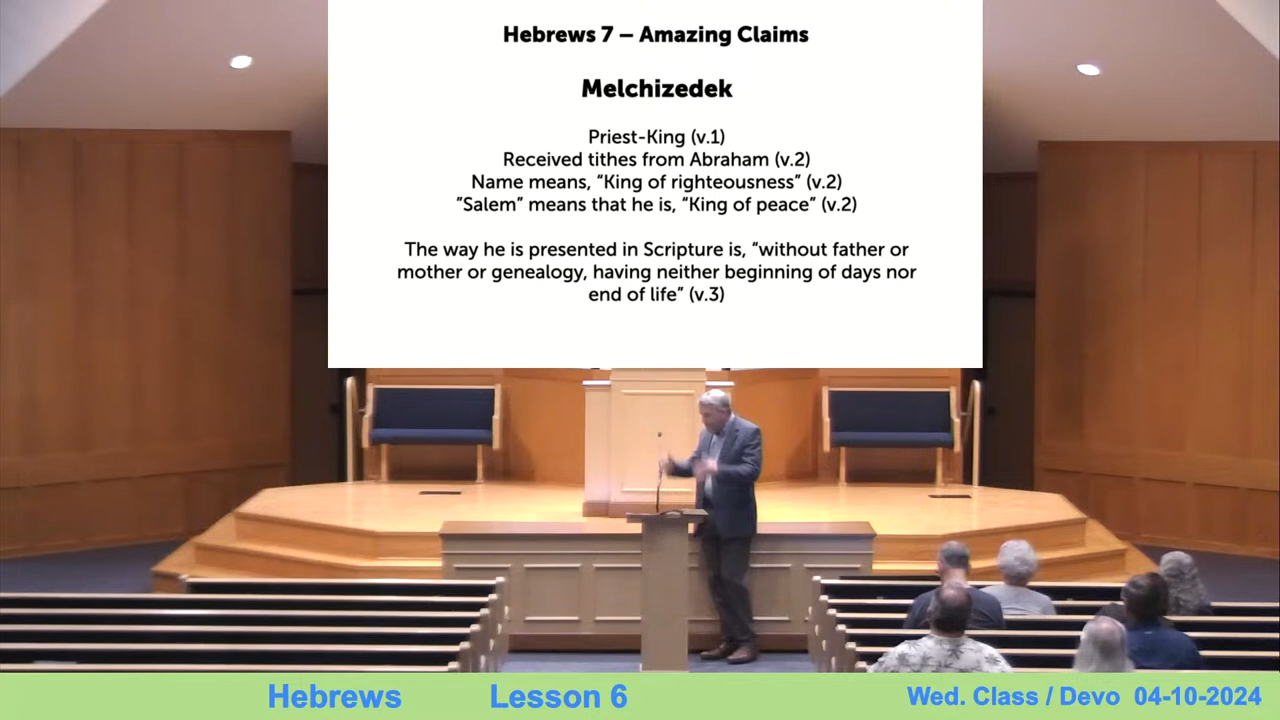 Hebrews 7 – Amazing Claims
Melchizedek
Priest-King (v.1)
Received tithes from Abraham (v.2)
Name means, “King of righteousness” (v.2)
”Salem” means that he is, “King of peace” (v.2)
The way he is presented in Scripture is, “without father or
mother or genealogy, having neither beginning of days nor
end of life” (v.3)
Hebrews Lesson 6 Wed. Class / Devo 04-10-2024